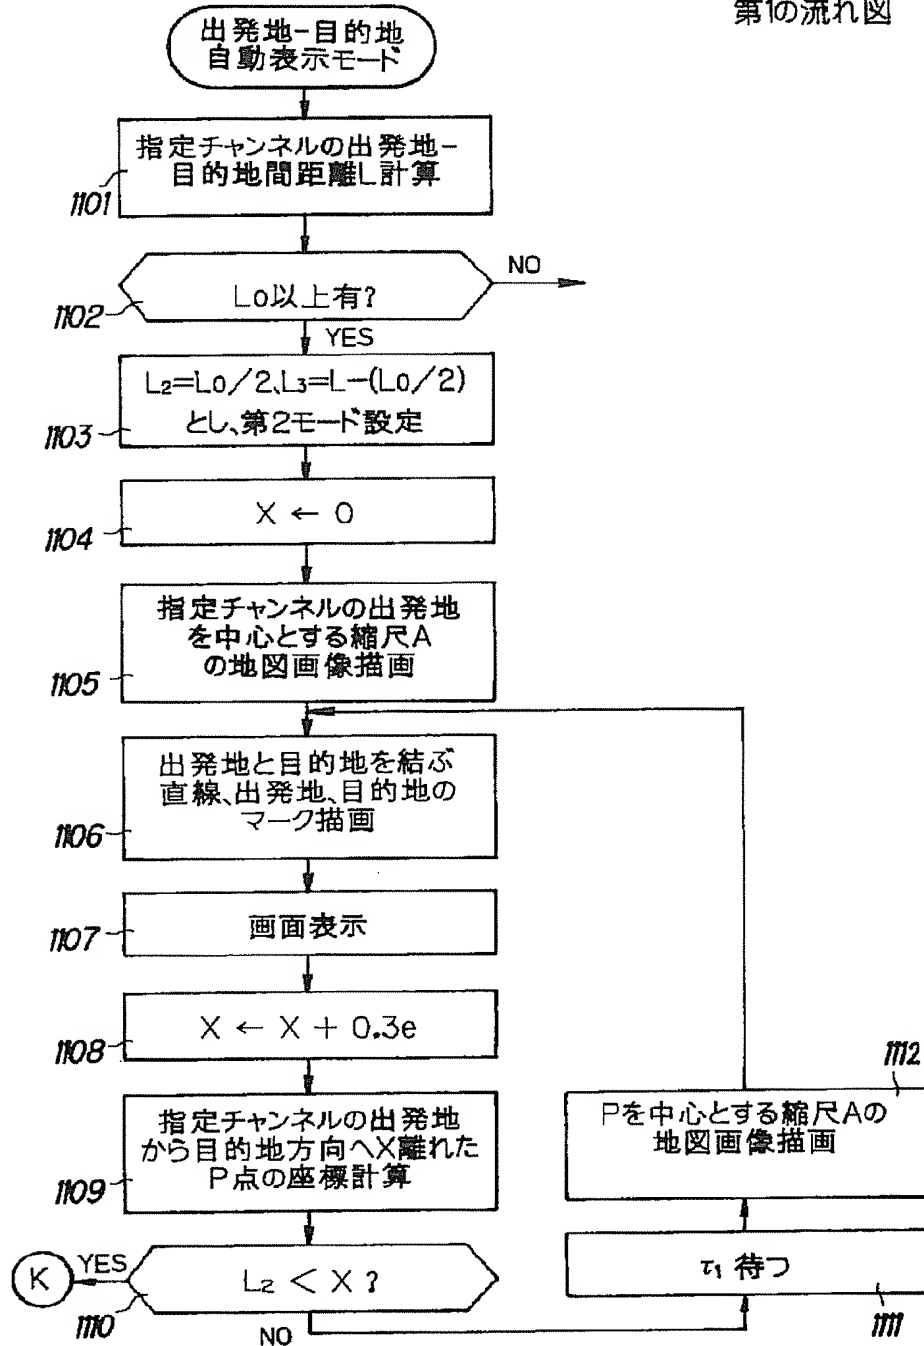 第1の流れ図
出発地-目的地
自動表示モード
指定チャンネルの出発地-
目的地間距離L計算
1101
L0以上有?
NO
1102
YES
L2=L0/2、L3=L-(L0/2)
とし、第2モード設定
1103
X ← 0
1104
指定チャンネルの出発地
を中心とする縮尺A
の地図画像描画
1105
出発地と目的地を結ぶ
直線、出発地、目的地の
マーク描画
1106
画面表示
1107
X ← X + 0.3e
1108
指定チャンネルの出発地
から目的地方向へX離れた
P点の座標計算
1109
L2 < X ?
YES
K
1110
NO
τ1 待つ
1111
Pを中心とする縮尺Aの
地図画像描画
1112